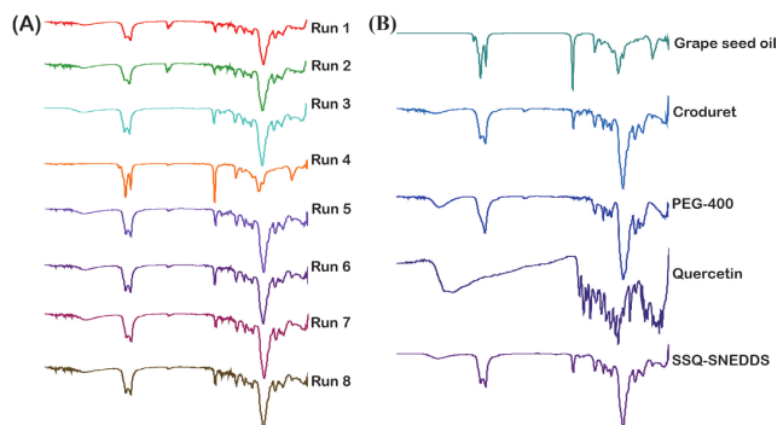 (A)
Run 1
Run 2
Run 3
Run 4
Run 5
Run 6
Run 7
Run 8
(B)
Grape seed oil
Croduret
PEG-400
Quercetin
SSQ-SNEDDS